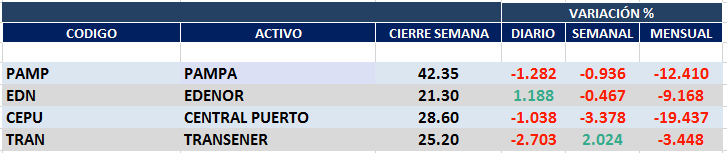 VARIACIÓN %
CODIGO ACTIVO CIERRE SEMANA DIARIO SEMANAL MENSUAL
PAMP PAMPA 42.35 -1.282 -0.936 -12.410
EDN EDENOR 21.30 1.188 -0.467 -9.168
CEPU CENTRAL PUERTO 28.60 -1.038 -3.378 -19.437
TRAN TRANSENER 25.20 -2.703 2.024 -3.448